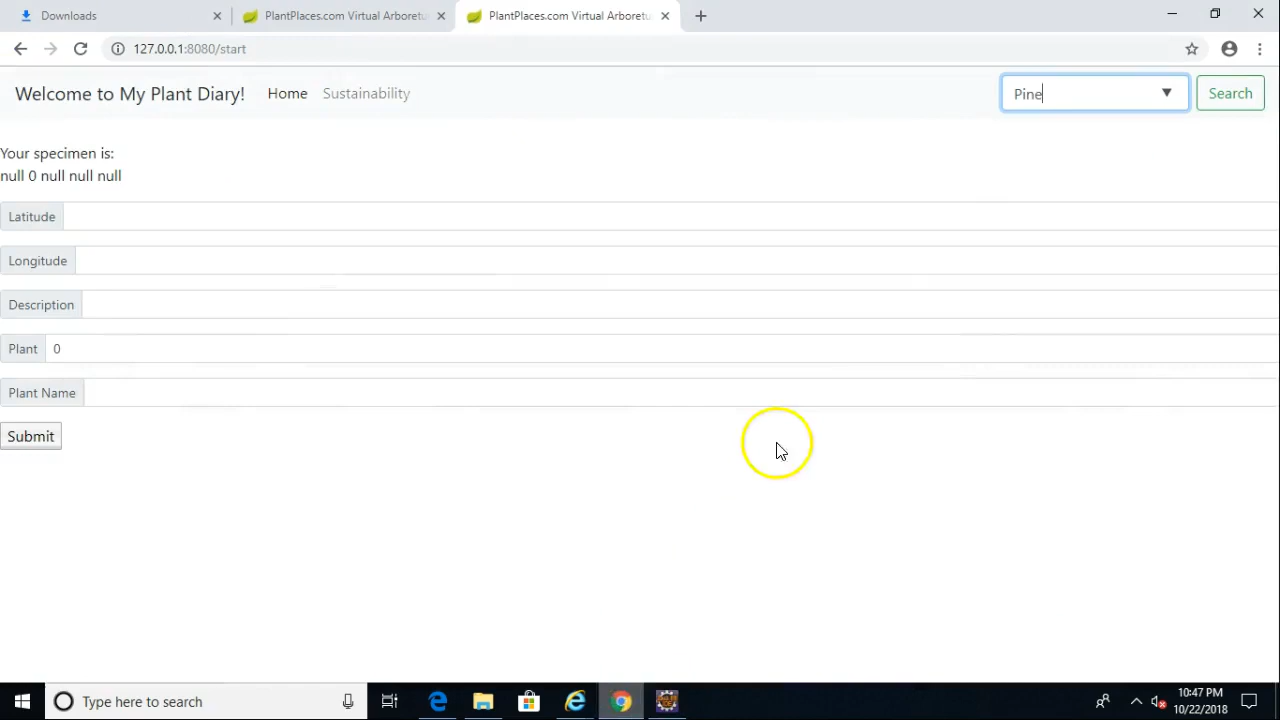 Downloads
PlantPlaces.com Virtual Arboretu
PlantPlaces.com Virtual Arboretu
127.0.0.1:8080/start
Welcome to My Plant Diary! Home Sustainability
Pine
Search
Your specimen is:
null 0 null null null
Latitude
Longitude
Description
Plant 0
Plant Name
Submit
Type here to search
10:47 PM
10/22/2018